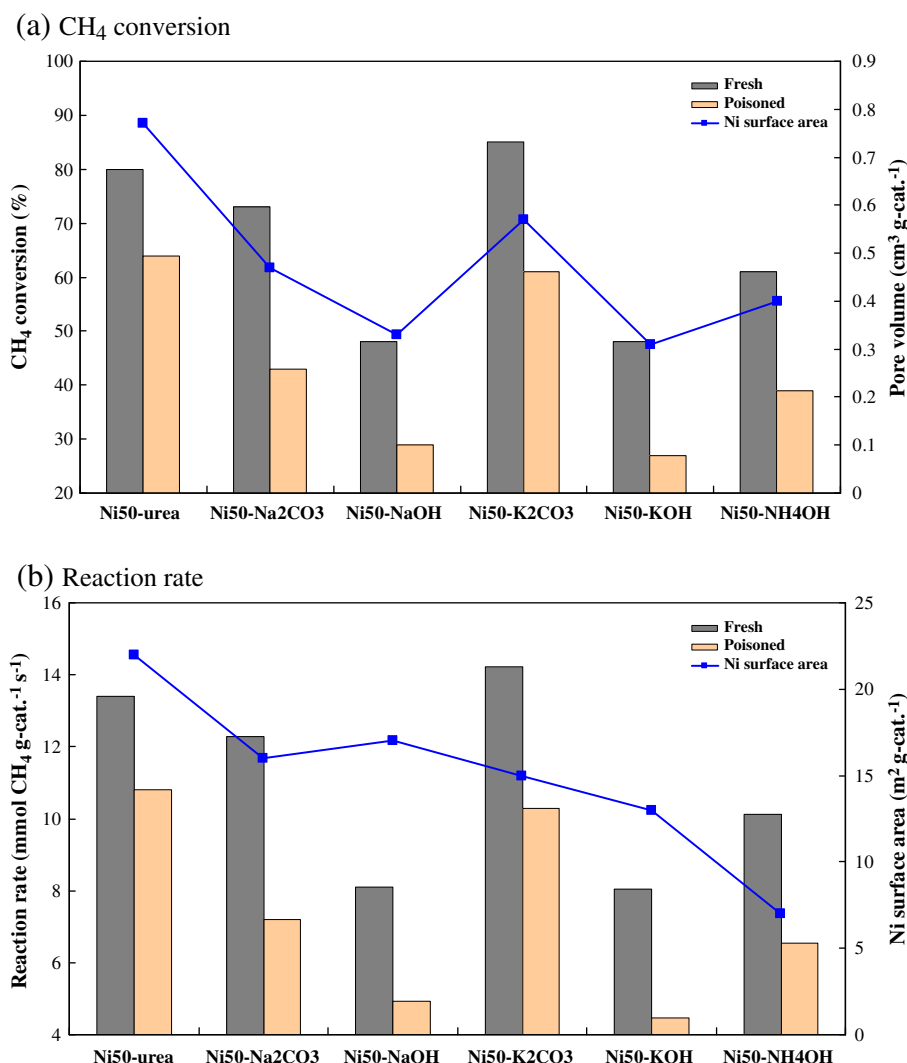 (a) CH₄ conversion
100
90
80
70
60
50
40
30
20
CH₄ conversion (%)
Fresh
Poisoned
Ni surface area
0.9
0.8
0.7
0.6
0.5
0.4
0.3
0.2
0.1
0
Pore volume (cm³ g-cat.⁻¹)
Ni50-urea Ni50-Na2CO3 Ni50-NaOH Ni50-K2CO3 Ni50-KOH Ni50-NH4OH
(b) Reaction rate
16
14
12
10
8
6
4
Reaction rate (mmol CH₄ g-cat.⁻¹ s⁻¹)
Fresh
Poisoned
Ni surface area
25
20
15
10
5
0
Ni surface area (m² g-cat.⁻¹)
Ni50-urea Ni50-Na2CO3 Ni50-NaOH Ni50-K2CO3 Ni50-KOH Ni50-NH4OH